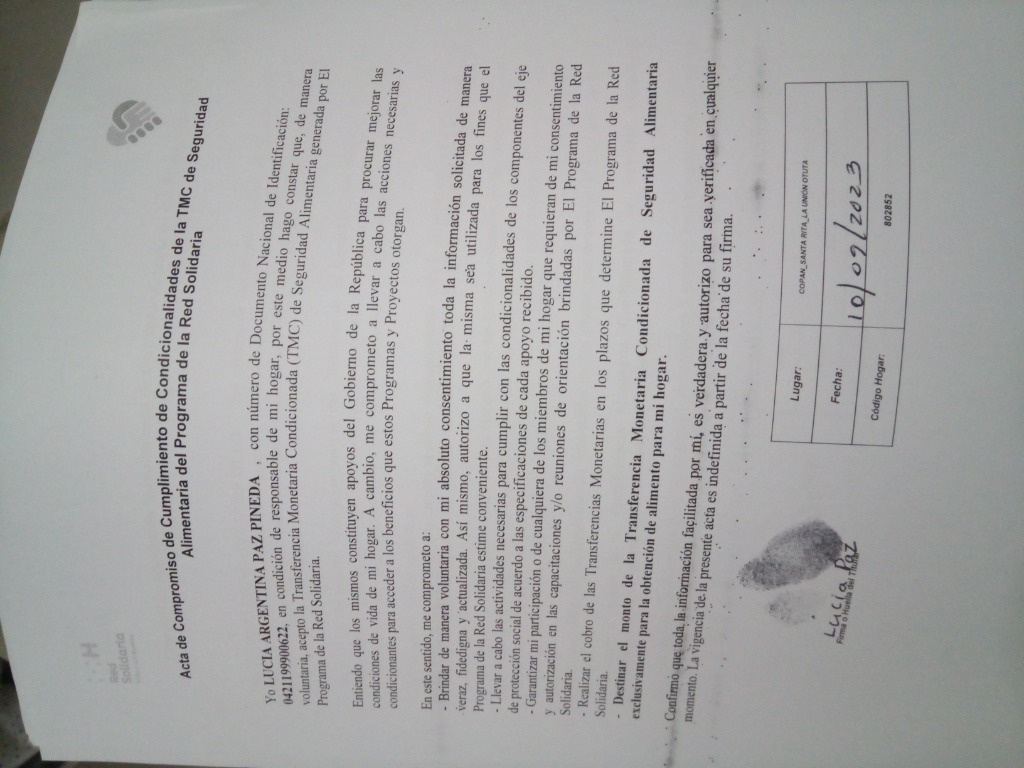 Red
Solidaria
Acta de Compromiso de Cumplimiento de Condicionalidades de la TMC de Seguridad
Alimentaria del Programa de la Red Solidaria
Yo LUCIA ARGENTINA PAZ PINEDA , con número de Documento Nacional de Identificación:
0421199900622, en condición de responsable de mi hogar, por este medio hago constar que, de manera
voluntaria, acepto la Transferencia Monetaria Condicionada (TMC) de Seguridad Alimentaria generada por El
Programa de la Red Solidaria.
Entiendo que los mismos constituyen apoyos del Gobierno de la República para procurar mejorar las
condiciones de vida de mi hogar. A cambio, me comprometo a llevar a cabo las acciones necesarias y
condicionantes para acceder a los beneficios que estos Programas y Proyectos otorgan.
En este sentido, me comprometo a:
- Brindar de manera voluntaria con mi absoluto consentimiento toda la información solicitada de manera
veraz, fidedigna y actualizada. Así mismo, autorizo a que la misma sea utilizada para los fines que el
Programa de la Red Solidaria estime conveniente.
- Llevar a cabo las actividades necesarias para cumplir con las condicionalidades de los componentes del eje
de protección social de acuerdo a las especificaciones de cada apoyo recibido.
- Garantizar mi participación o de cualquiera de los miembros de mi hogar que requieran de mi consentimiento
y autorización en las capacitaciones y/o reuniones de orientación brindadas por El Programa de la Red
Solidaria.
- Realizar el cobro de las Transferencias Monetarias en los plazos que determine El Programa de la Red
Solidaria.
- Destinar el monto de la Transferencia Monetaria Condicionada de Seguridad Alimentaria
exclusivamente para la obtención de alimento para mi hogar.
Confirmo que toda la información facilitada por mí, es verdadera y autorizo para sea verificada en cualquier
momento. La vigencia de la presente acta es indefinida a partir de la fecha de su firma.
Lucia Paz
Firma o Huella del Titular
Lugar: COPAN_SANTA RITA_LA UNIÓN OTUTA
Fecha: 10/09/2023
Código Hogar: 802852